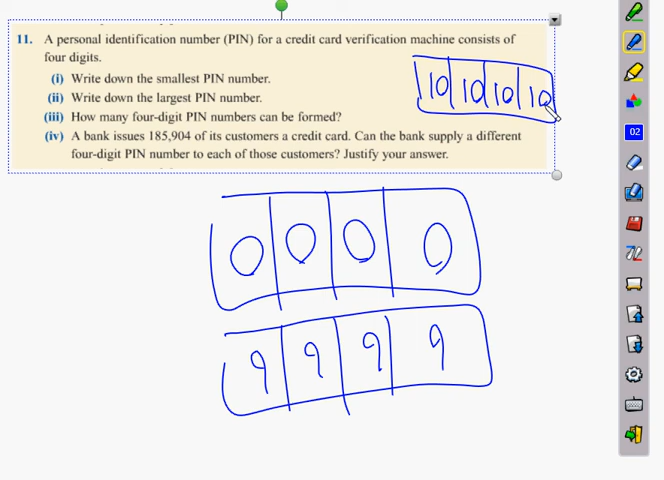 11. A personal identification number (PIN) for a credit card verification machine consists of
four digits.
(i) Write down the smallest PIN number.
(ii) Write down the largest PIN number.
(iii) How many four-digit PIN numbers can be formed?
(iv) A bank issues 185,904 of its customers a credit card. Can the bank supply a different
four-digit PIN number to each of those customers? Justify your answer.
10 10 10 10
0 0 0 0
9 9 9 9
02